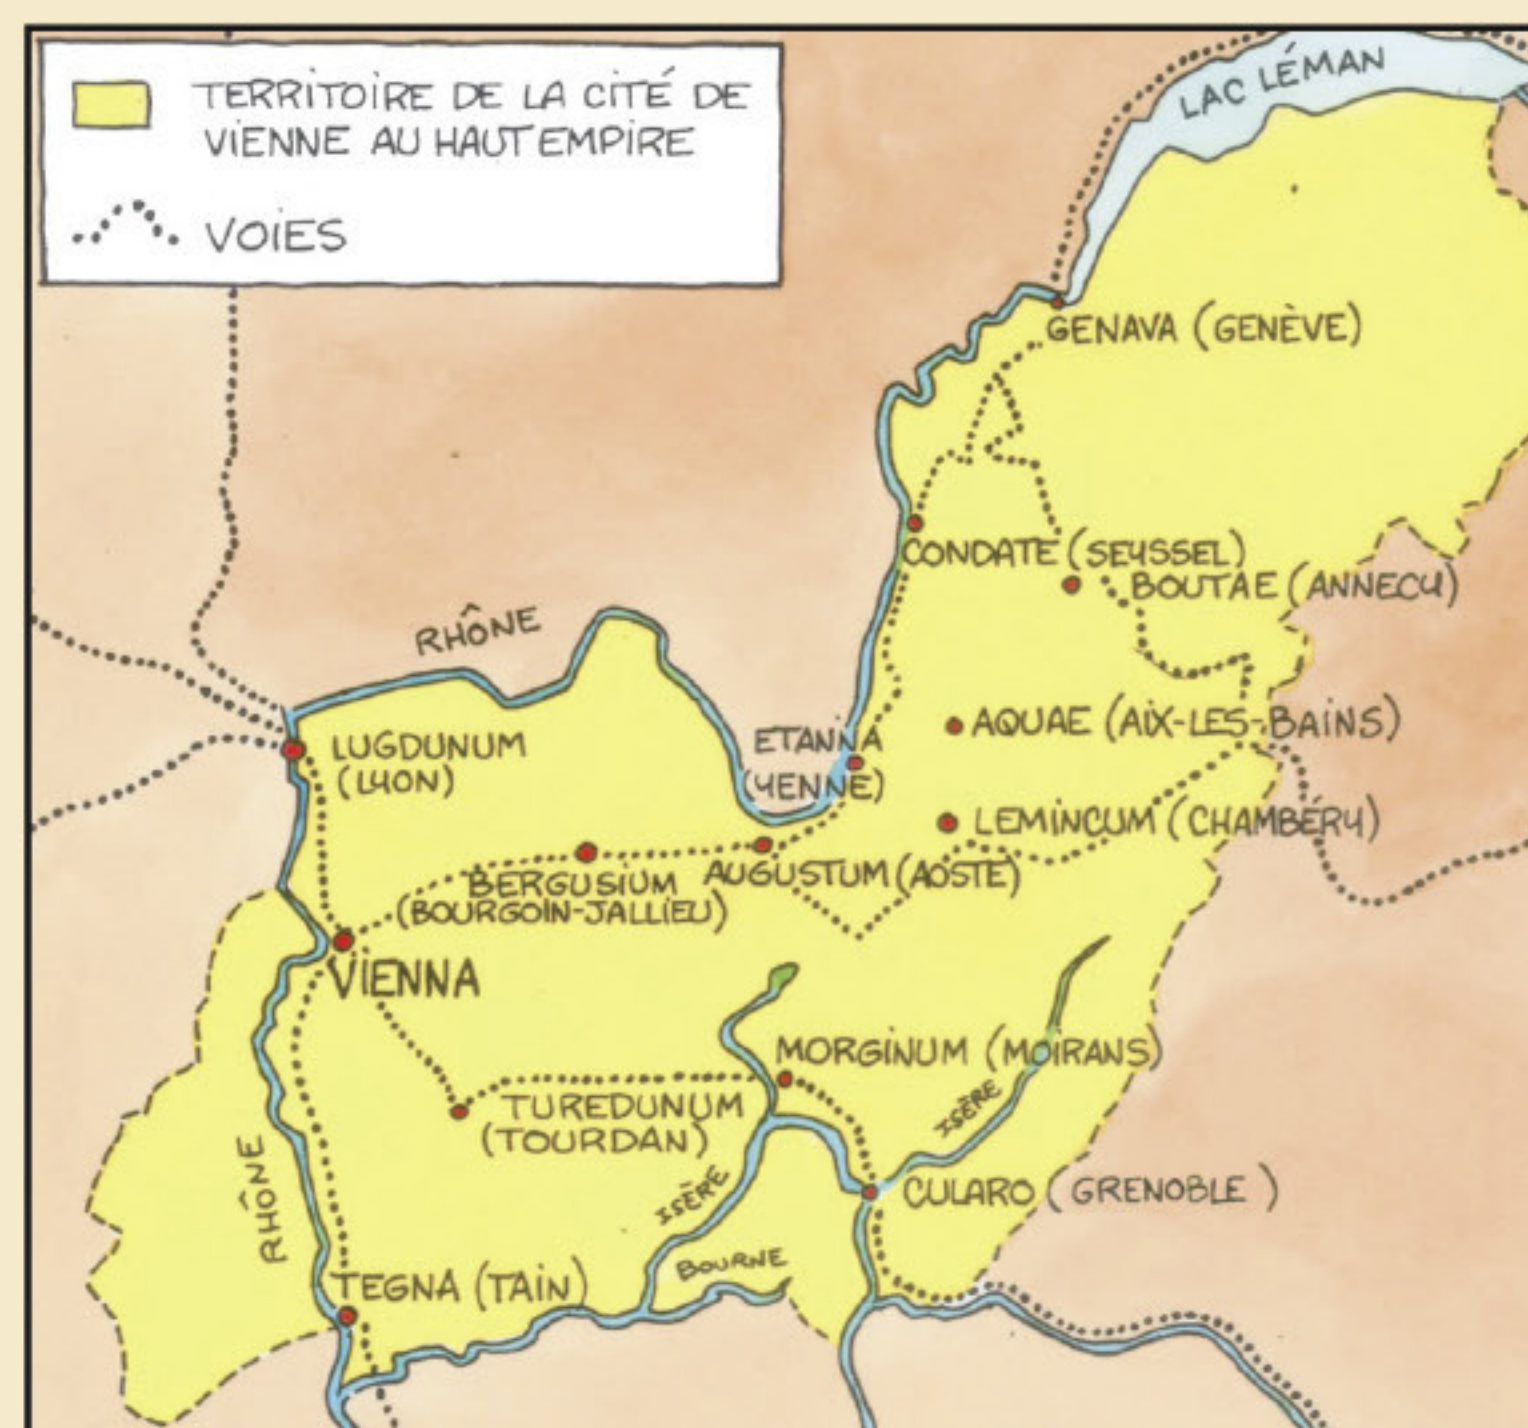 TERRITOIRE DE LA CITÉ DE
VIENNE AU HAUT EMPIRE
VOIES
LAC LÉMAN
GENAVA (GENÈVE)
CONDATE (SEYSSEL)
BOUTAE (ANNECY)
RHÔNE
AQUAE (AIX-LES-BAINS)
ETANNA
(YENNE)
LUGDUNUM
(LYON)
LEMINCUM (CHAMBÉRY)
AUGUSTUM (AOSTE)
BERGUSIUM
(BOURGOIN-JALLIEU)
VIENNA
MORGINUM (MOIRANS)
TUREDUNUM
(TOURDAN)
ISÈRE
RHÔNE
ISÈRE
CULARO (GRENOBLE)
BOURNE
TEGNA (TAIN)